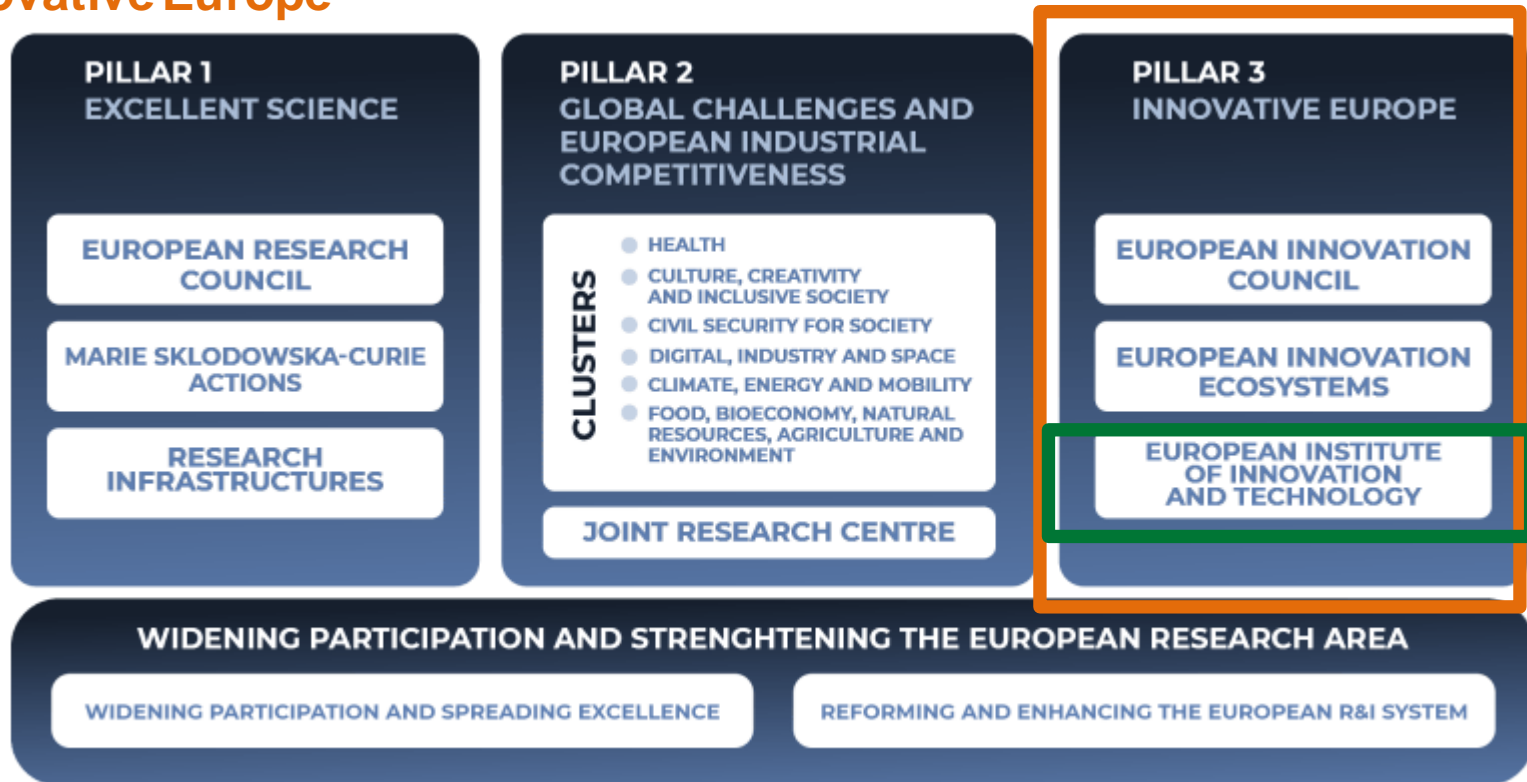 Europe
PILLAR 1
EXCELLENT SCIENCE
EUROPEAN RESEARCH
COUNCIL
MARIE SKLODOWSKA-CURIE
ACTIONS
RESEARCH
INFRASTRUCTURES
PILLAR 2
GLOBAL CHALLENGES AND
EUROPEAN INDUSTRIAL
COMPETITIVENESS
CLUSTERS
HEALTH
CULTURE, CREATIVITY
AND INCLUSIVE SOCIETY
CIVIL SECURITY FOR SOCIETY
DIGITAL, INDUSTRY AND SPACE
CLIMATE, ENERGY AND MOBILITY
FOOD, BIOECONOMY, NATURAL
RESOURCES, AGRICULTURE AND
ENVIRONMENT
JOINT RESEARCH CENTRE
PILLAR 3
INNOVATIVE EUROPE
EUROPEAN INNOVATION
COUNCIL
EUROPEAN INNOVATION
ECOSYSTEMS
EUROPEAN INSTITUTE
OF INNOVATION
AND TECHNOLOGY
WIDENING PARTICIPATION AND STRENGHTENING THE EUROPEAN RESEARCH AREA
WIDENING PARTICIPATION AND SPREADING EXCELLENCE
REFORMING AND ENHANCING THE EUROPEAN R&I SYSTEM